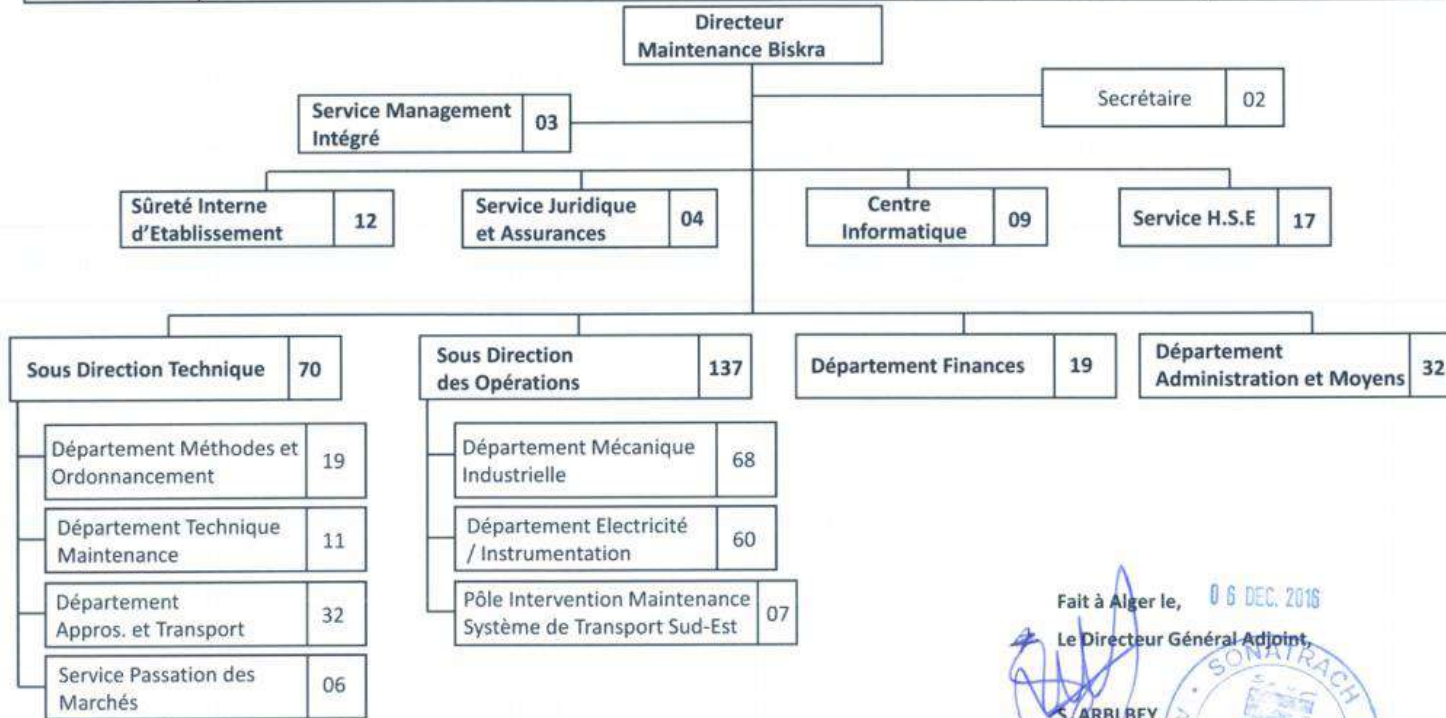 Directeur
Maintenance Biskra
Secrétaire 02
Service Management
Intégré
03
Sûreté Interne
d'Etablissement
12
Service Juridique
et Assurances
04
Centre
Informatique
09
Service H.S.E 17
Sous Direction Technique 70
Sous Direction
des Opérations
137
Département Finances 19
Département
Administration et Moyens
32
Département Méthodes et
Ordonnancement
19
Département Technique
Maintenance
11
Département
Appros. et Transport
32
Service Passation des
Marchés
06
Département Mécanique
Industrielle
68
Département Electricité
/ Instrumentation
60
Pôle Intervention Maintenance
Système de Transport Sud-Est
07
Fait à Alger le, 06 DEC. 2016
Le Directeur Général Adjoint,
SONATRACH
S. ARBI BEY